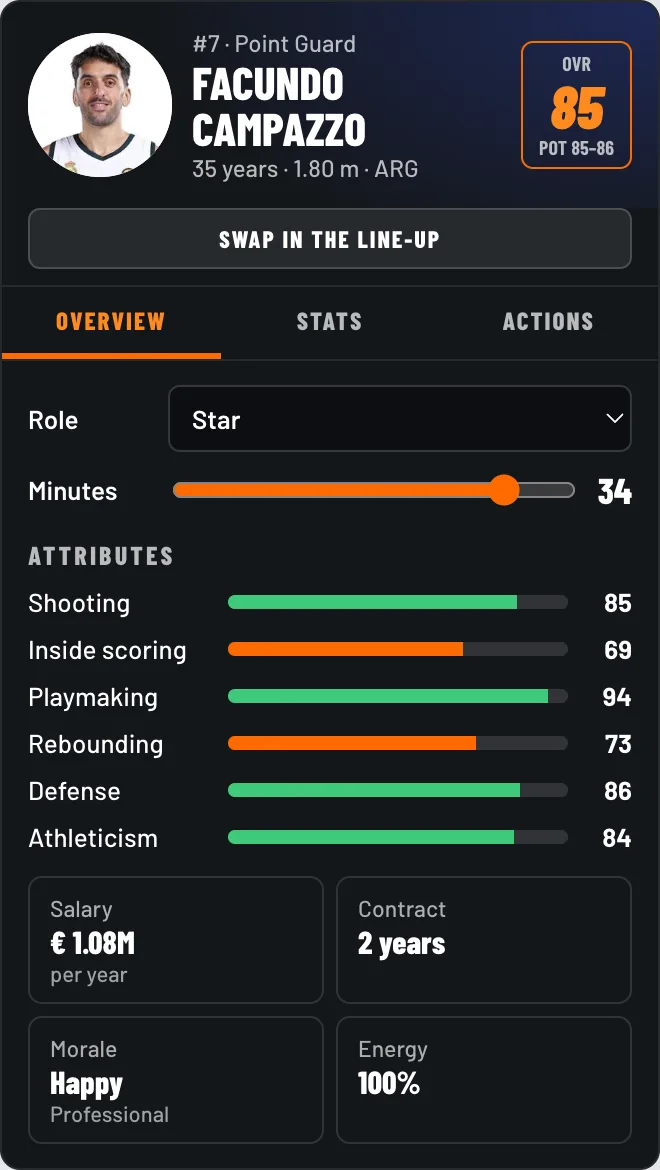 #7 · Point Guard
FACUNDO
CAMPAZZO
35 years · 1.80 m · ARG
OVR
85
POT 85–86
SWAP IN THE LINE-UP
OVERVIEW STATS ACTIONS
Role Star
Minutes 34
ATTRIBUTES
Shooting 85
Inside scoring 69
Playmaking 94
Rebounding 73
Defense 86
Athleticism 84
Salary
€ 1.08M
per year
Contract
2 years
Morale
Happy
Professional
Energy
100%